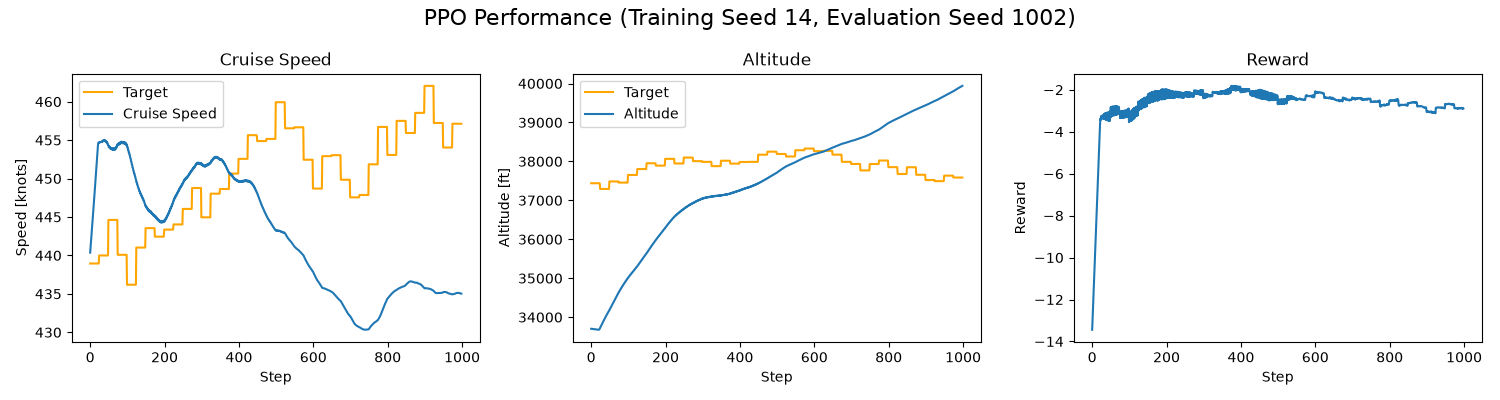 PPO Performance (Training Seed 14, Evaluation Seed 1002)
Cruise Speed
Target
Cruise Speed
460
455
450
445
440
435
430
Speed [knots]
0 200 400 600 800 1000
Step
Altitude
Target
Altitude
40000
39000
38000
37000
36000
35000
34000
Altitude [ft]
0 200 400 600 800 1000
Step
Reward
−2
−4
−6
−8
−10
−12
−14
Reward
0 200 400 600 800 1000
Step